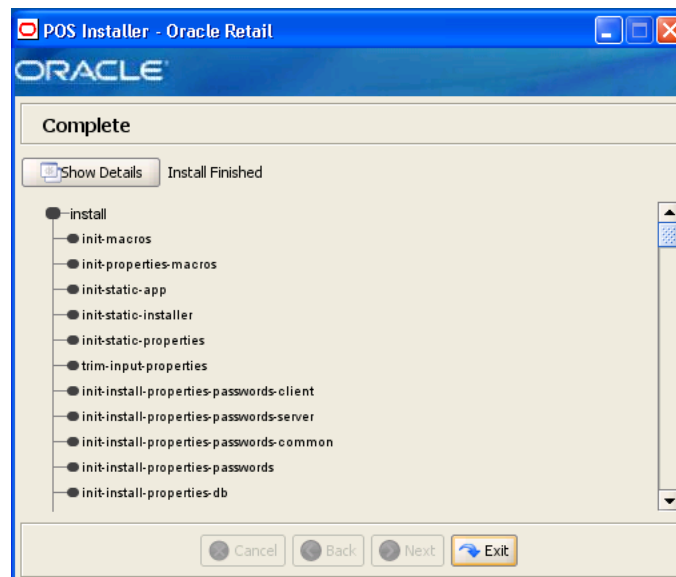 POS Installer - Oracle Retail
ORACLE
Complete
Show Details Install Finished
install
init-macros
init-properties-macros
init-static-app
init-static-installer
init-static-properties
trim-input-properties
init-install-properties-passwords-client
init-install-properties-passwords-server
init-install-properties-passwords-common
init-install-properties-passwords
init-install-properties-db
Cancel Back Next Exit